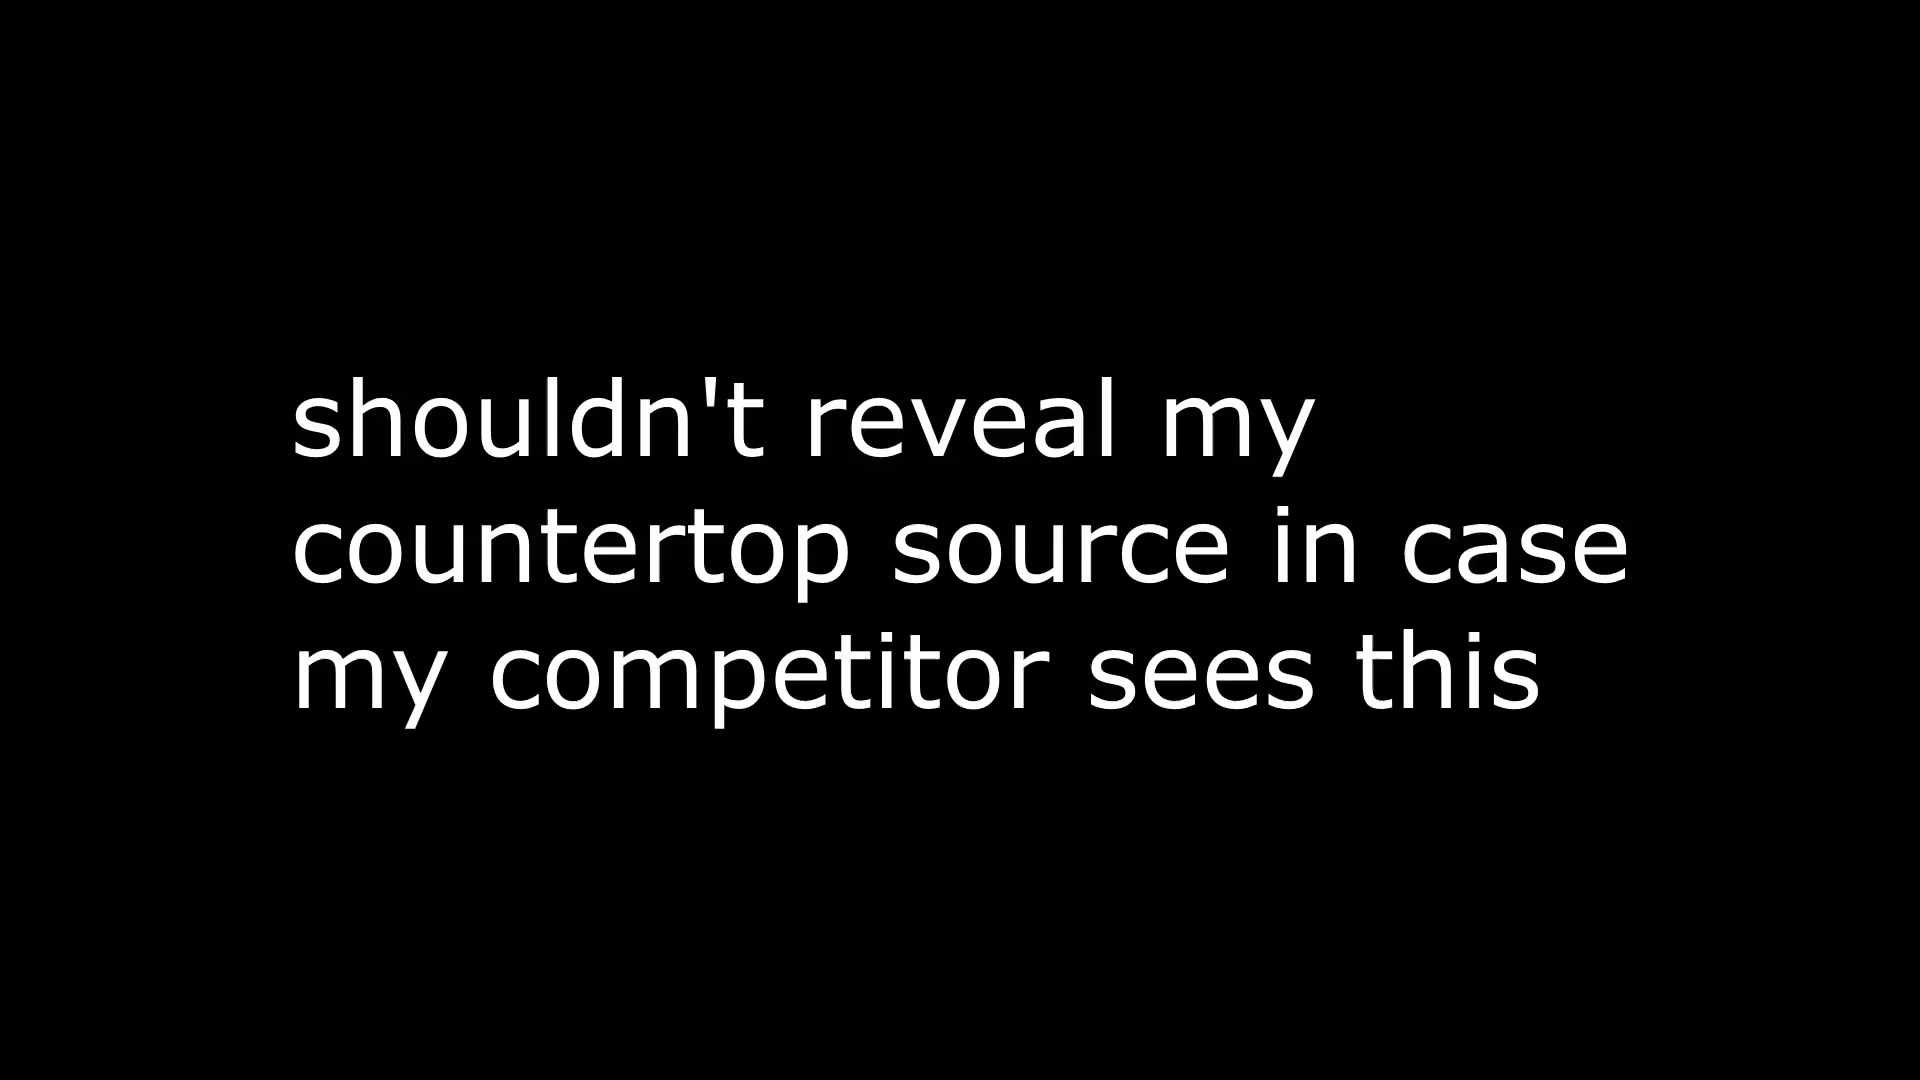 shouldn't reveal my
countertop source in case
my competitor sees this